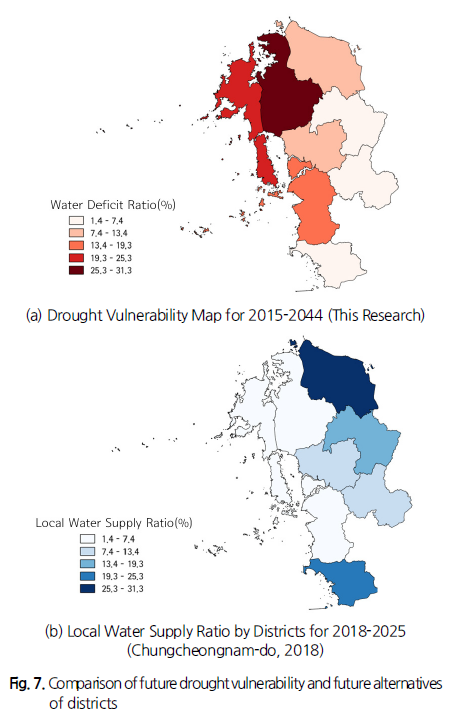 Water Deficit Ratio(%)
1,4 - 7,4
7,4 - 13,4
13,4 - 19,3
19,3 - 25,3
25,3 - 31,3
(a) Drought Vulnerability Map for 2015-2044 (This Research)
Local Water Supply Ratio(%)
1,4 - 7,4
7,4 - 13,4
13,4 - 19,3
19,3 - 25,3
25,3 - 31,3
(b) Local Water Supply Ratio by Districts for 2018-2025
(Chungcheongnam-do, 2018)
Fig. 7. Comparison of future drought vulnerability and future alternatives
of districts